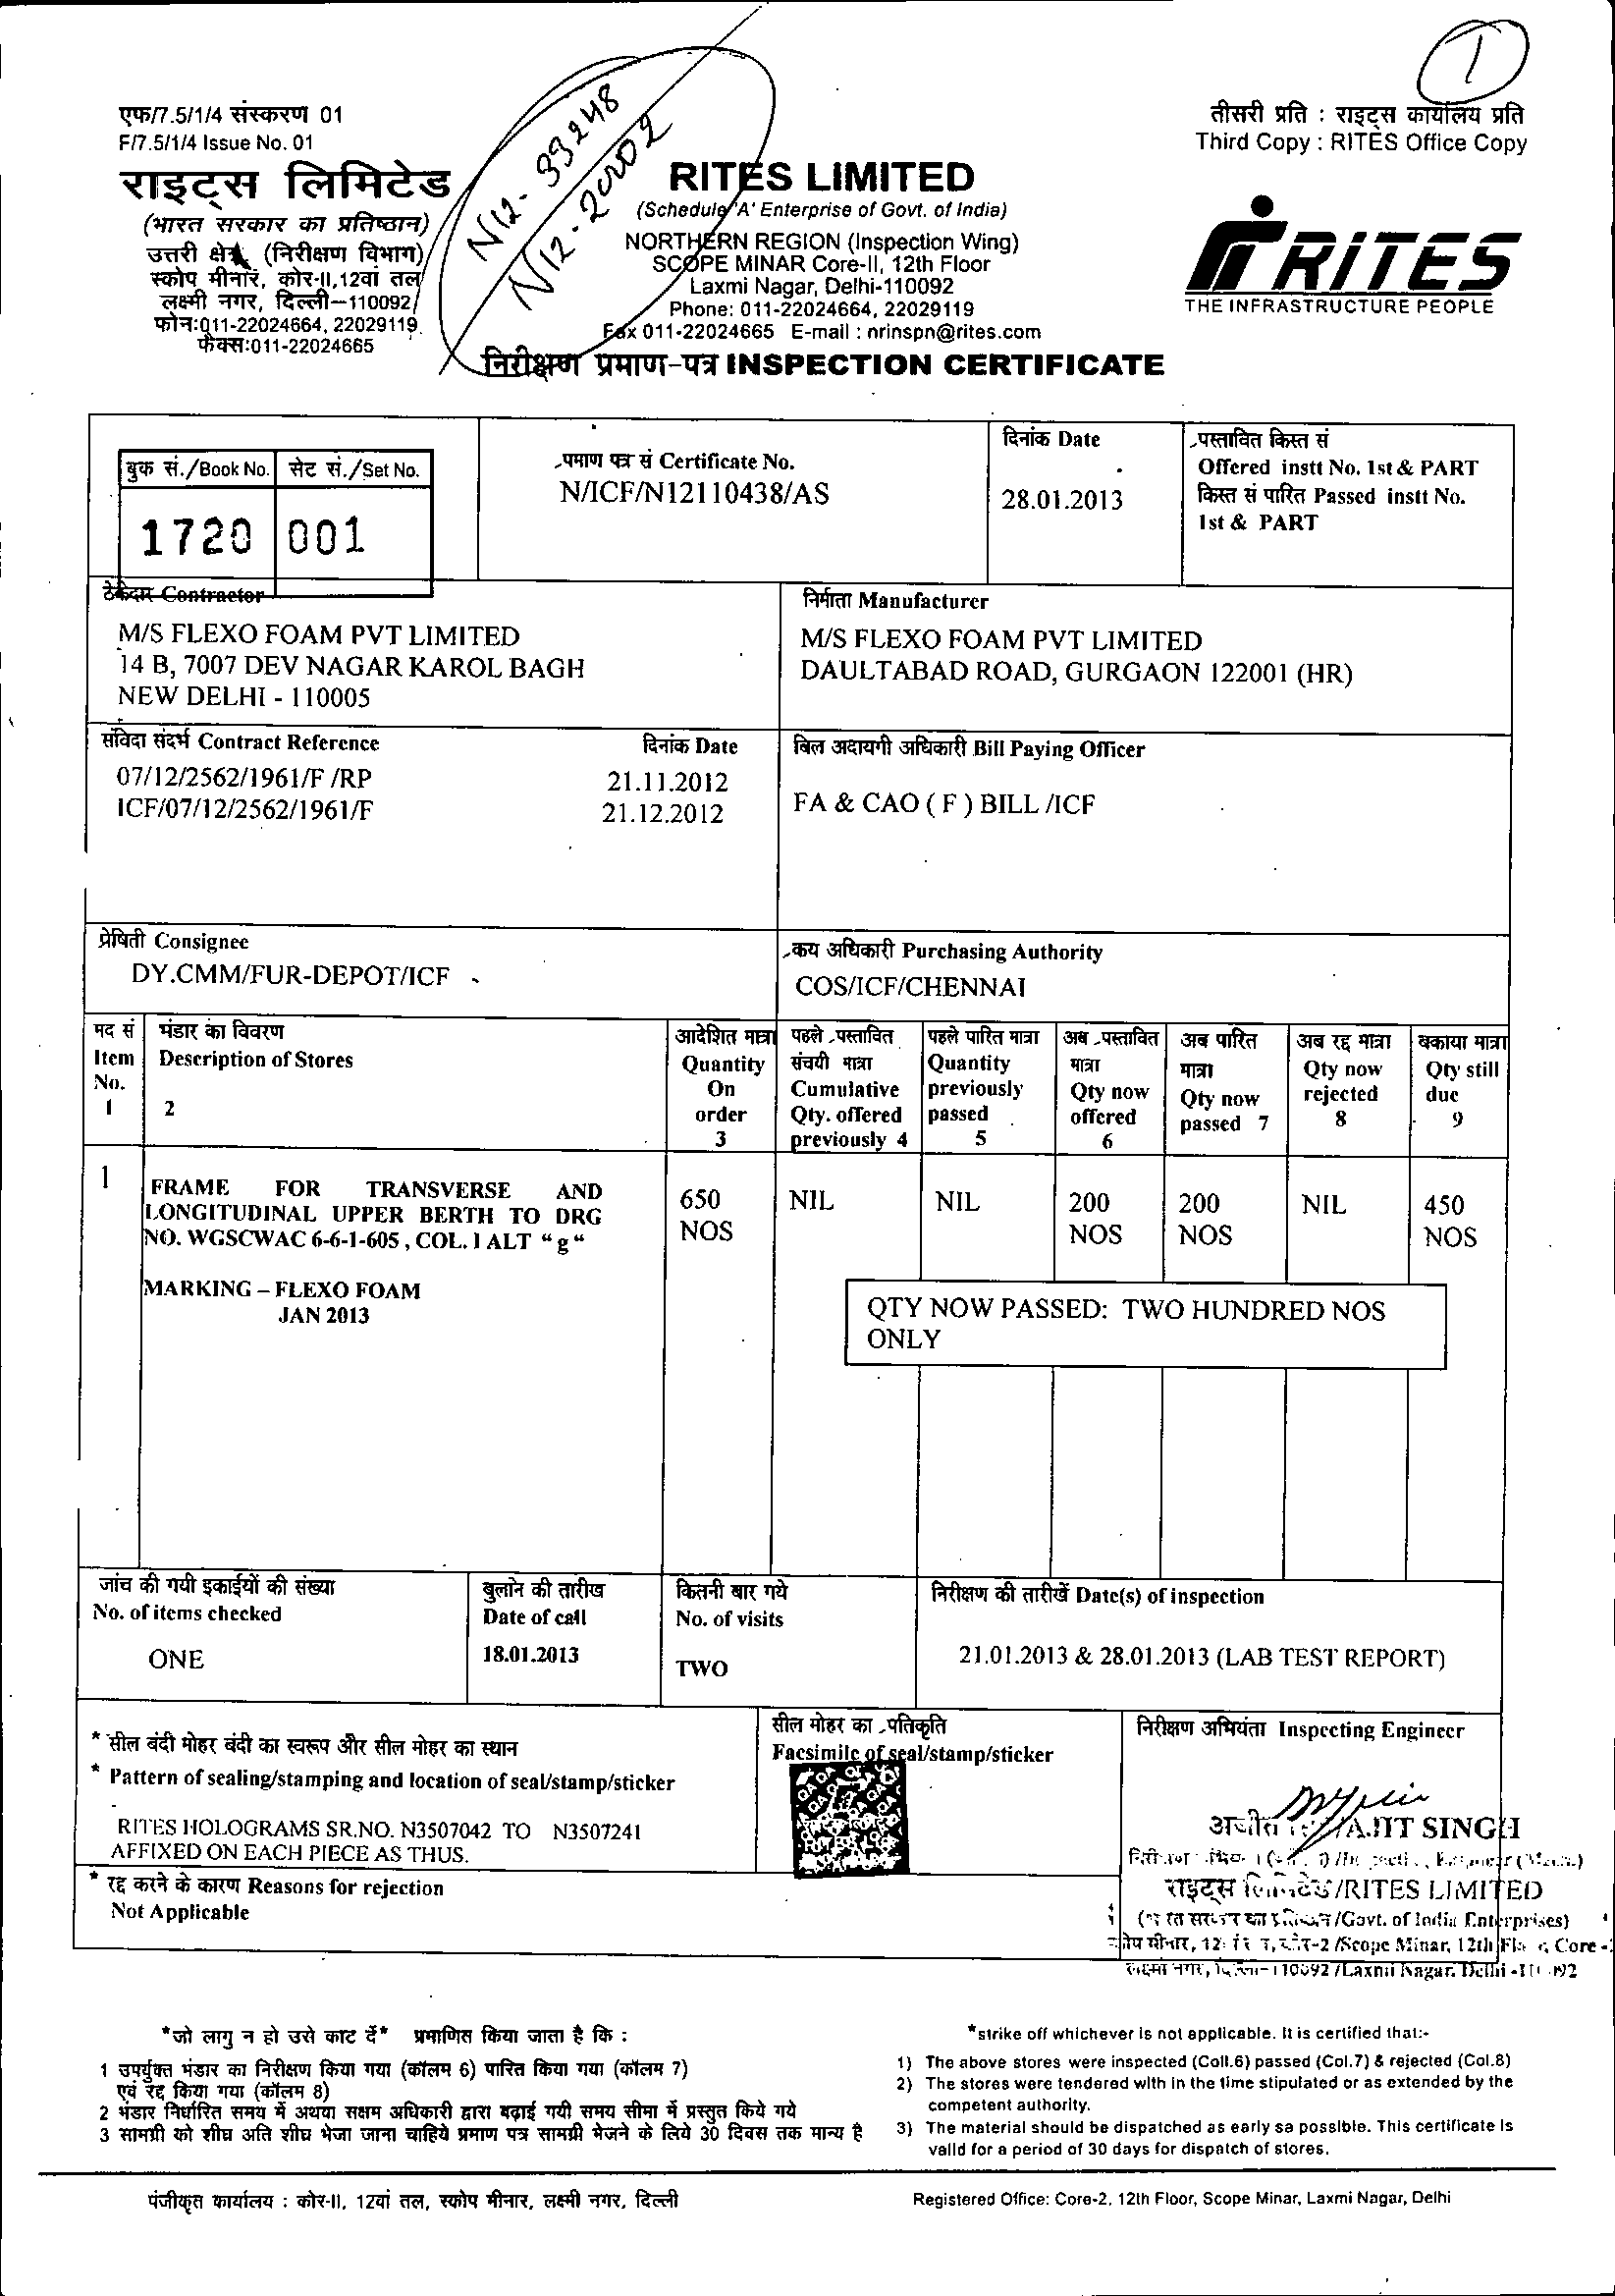 1
एफ/7.5/1/4 संस्करण 01
F/7.5/1/4 Issue No. 01
तीसरी प्रति : राइट्स कार्यालय प्रति
Third Copy : RITES Office Copy
राइट्स लिमिटेड
(भारत सरकार का प्रतिष्ठान)
उत्तरी क्षेत्र, (निरीक्षण विभाग)
स्कोप मीनार, कोर-II,12वां तल
लक्ष्मी नगर, दिल्ली-110092
फोन:011-22024664, 22029119
फैक्स:011-22024665
N12-
N12-
RITES LIMITED
(Schedule 'A' Enterprise of Govt. of India)
NORTHERN REGION (Inspection Wing)
SCOPE MINAR Core-II, 12th Floor
Laxmi Nagar, Delhi-110092
Phone: 011-22024664, 22029119
Fax 011-22024665 E-mail : nrinspn@rites.com
RITES
THE INFRASTRUCTURE PEOPLE
निरीक्षण प्रमाण-पत्र INSPECTION CERTIFICATE
बुक सं./Book No. सेट सं./Set No.
1720 001
प्रमाण पत्र सं Certificate No.
N/ICF/N12110438/AS
दिनांक Date
28.01.2013
प्रस्तावित किस्त सं
Offered instt No. 1st & PART
किस्त सं पारित Passed instt No.
1st & PART
ठेकेदार Contractor
M/S FLEXO FOAM PVT LIMITED
14 B, 7007 DEV NAGAR KAROL BAGH
NEW DELHI - 110005
निर्माता Manufacturer
M/S FLEXO FOAM PVT LIMITED
DAULTABAD ROAD, GURGAON 122001 (HR)
संविदा संदर्भ Contract Reference दिनांक Date
07/12/2562/1961/F /RP 21.11.2012
ICF/07/12/2562/1961/F 21.12.2012
बिल अदायगी अधिकारी Bill Paying Officer
FA & CAO ( F ) BILL /ICF
प्रेषिती Consignee
DY.CMM/FUR-DEPOT/ICF
क्रय अधिकारी Purchasing Authority
COS/ICF/CHENNAI
मद सं
Item
No.
1
भंडार का विवरण
Description of Stores
2
आदेशित मात्रा
Quantity
On
order
3
पहले प्रस्तावित
संचयी मात्रा
Cumulative
Qty. offered
previously 4
पहले पारित मात्रा
Quantity
previously
passed
5
अब प्रस्तावित
मात्रा
Qty now
offered
6
अब पारित
मात्रा
Qty now
passed 7
अब रद्द मात्रा
Qty now
rejected
8
बकाया मात्रा
Qty still
due
9
1
FRAME FOR TRANSVERSE AND
LONGITUDINAL UPPER BERTH TO DRG
NO. WGSCWAC 6-6-1-605 , COL. I ALT “ g “
MARKING – FLEXO FOAM
JAN 2013
650
NOS
NIL
NIL
200
NOS
200
NOS
NIL
450
NOS
QTY NOW PASSED: TWO HUNDRED NOS
ONLY
जांच की गयी इकाईयों की संख्या
No. of items checked
ONE
बुलाने की तारीख
Date of call
18.01.2013
कितनी बार गये
No. of visits
TWO
निरीक्षण की तारीखें Date(s) of inspection
21.01.2013 & 28.01.2013 (LAB TEST REPORT)
* सील बंदी मोहर बंदी का स्वरूप और सील मोहर का स्थान
* Pattern of sealing/stamping and location of seal/stamp/sticker
RITES HOLOGRAMS SR.NO. N3507042 TO N3507241
AFFIXED ON EACH PIECE AS THUS.
सील मोहर का प्रतिकृति
Facsimile of seal/stamp/sticker
निरीक्षण अभियंता Inspecting Engineer
अजीत /AJIT SINGH
राइट्स लिमिटेड/RITES LIMITED
/Govt. of India Enterprises)
/Scope Minar, 12th Core -
/Laxmi Nagar, Delhi
* रद्द करने के कारण Reasons for rejection
Not Applicable
*जो लागु न हो उसे काट दें* प्रमाणित किया जाता है कि :
1 उपर्युक्त भंडार का निरीक्षण किया गया (कॉलम 6) पारित किया गया (कॉलम 7)
एवं रद्द किया गया (कॉलम 8)
2 भंडार निर्धारित समय में अथवा सक्षम अधिकारी द्वारा बढ़ाई गयी समय सीमा में प्रस्तुत किये गये
3 सामग्री को शीघ्र अति शीघ्र भेजा जाना चाहिये प्रमाण पत्र सामग्री भेजने के लिये 30 दिवस तक मान्य है
*strike off whichever is not applicable. It is certified that:-
1) The above stores were inspected (Coll.6) passed (Col.7) & rejected (Col.8)
2) The stores were tendered with in the time stipulated or as extended by the
competent authority.
3) The material should be dispatched as early sa possible. This certificate is
valid for a period of 30 days for dispatch of stores.
पंजीकृत कार्यालय : कोर-II, 12वां तल, स्कोप मीनार, लक्ष्मी नगर, दिल्ली
Registered Office: Core-2, 12th Floor, Scope Minar, Laxmi Nagar, Delhi